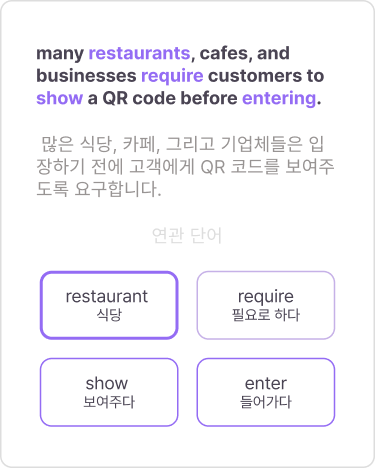 many restaurants, cafes, and
businesses require customers to
show a QR code before entering.
많은 식당, 카페, 그리고 기업체들은 입
장하기 전에 고객에게 QR 코드를 보여주
도록 요구합니다.
연관 단어
restaurant
식당
require
필요로 하다
show
보여주다
enter
들어가다